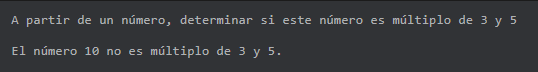 A partir de un número, determinar si este número es múltiplo de 3 y 5
El número 10 no es múltiplo de 3 y 5.